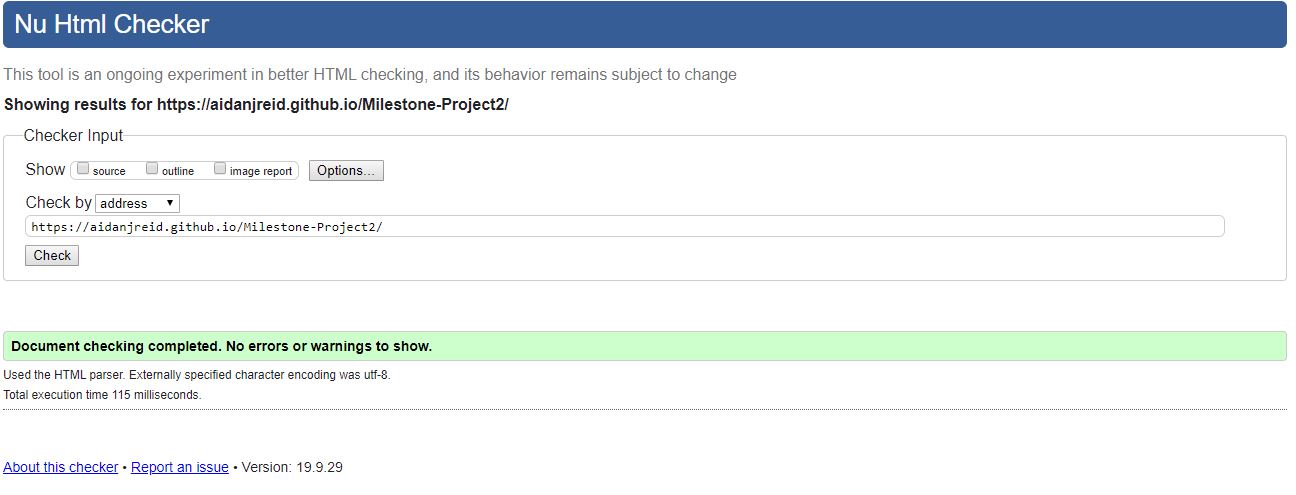 Nu Html Checker
This tool is an ongoing experiment in better HTML checking, and its behavior remains subject to change
Showing results for https://aidanjreid.github.io/Milestone-Project2/
Checker Input
Show source outline image report Options...
Check by address
https://aidanjreid.github.io/Milestone-Project2/
Check
Document checking completed. No errors or warnings to show.
Used the HTML parser. Externally specified character encoding was utf-8.
Total execution time 115 milliseconds.
About this checker • Report an issue • Version: 19.9.29